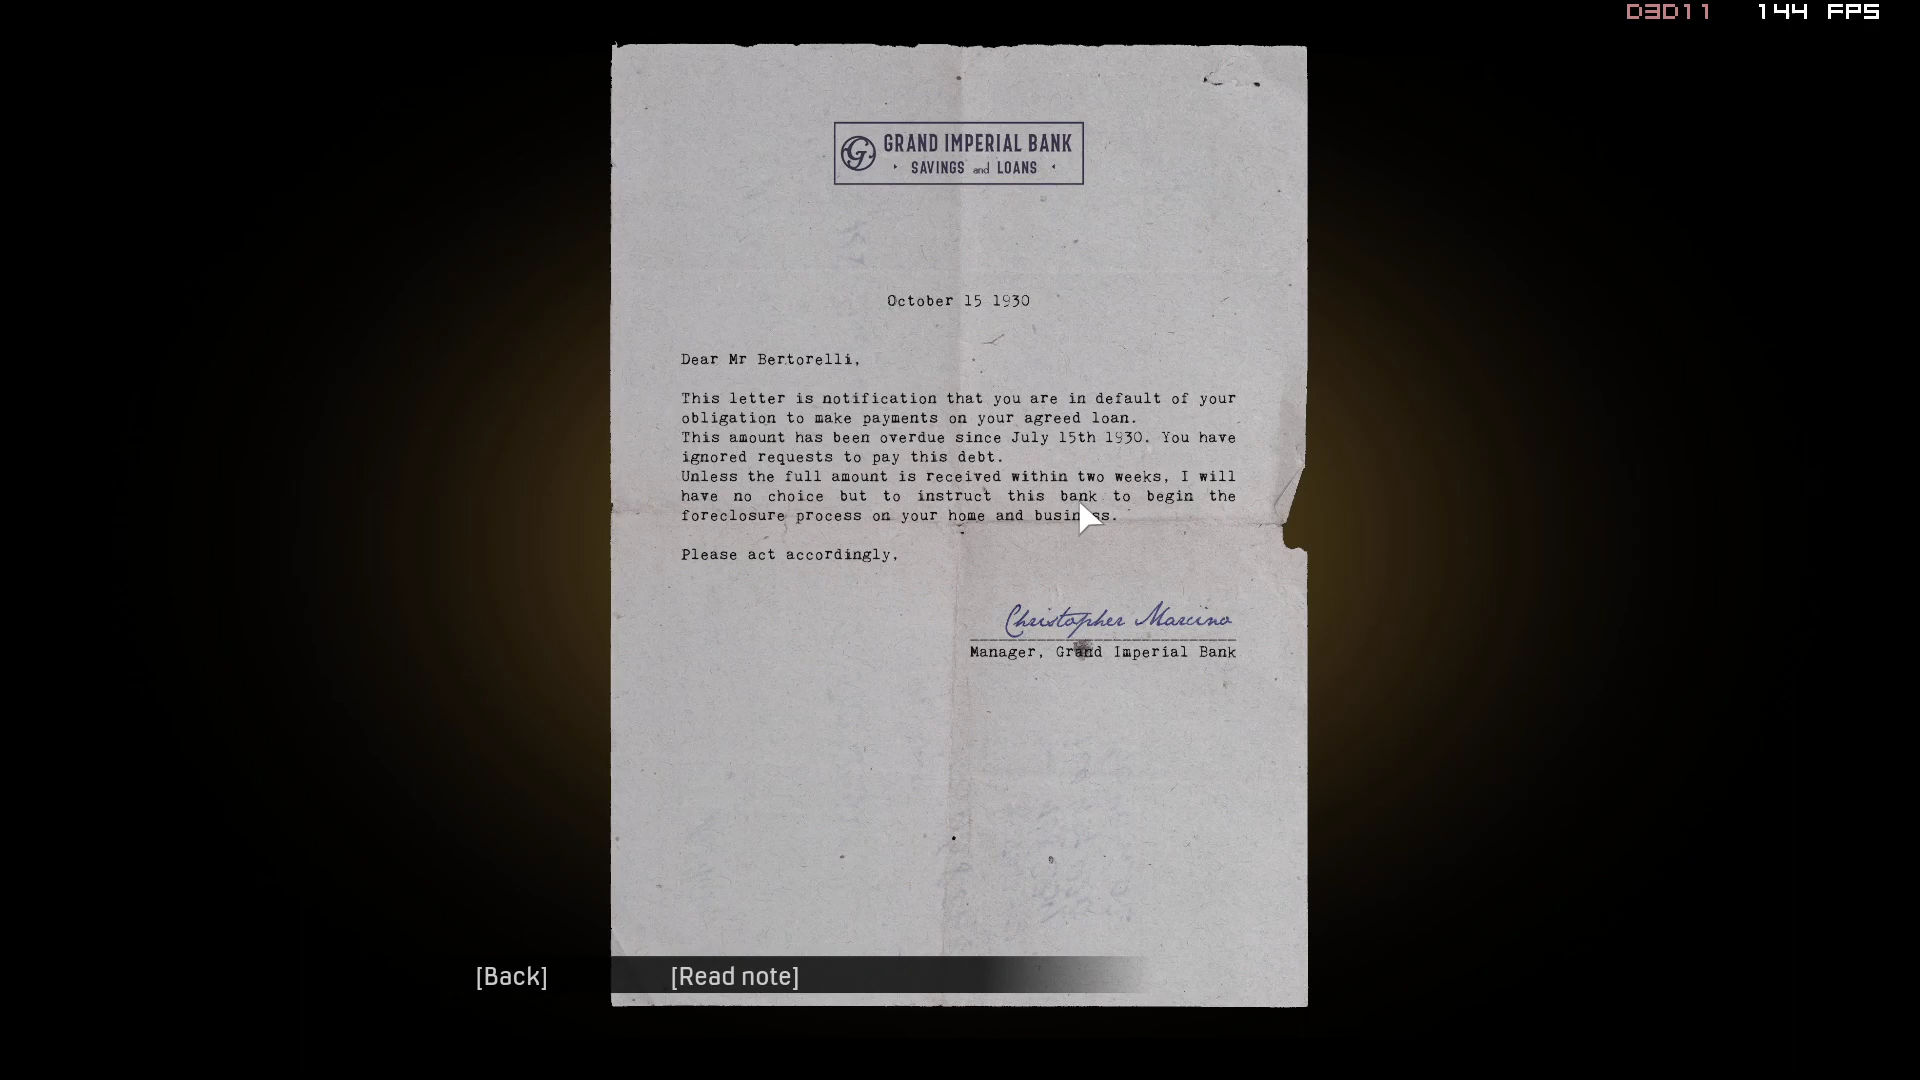 D3D11 144 FPS
GRAND IMPERIAL BANK
SAVINGS and LOANS
October 15 1930
Dear Mr Bertorelli,
This letter is notification that you are in default of your
obligation to make payments on your agreed loan.
This amount has been overdue since July 15th 1930. You have
ignored requests to pay this debt.
Unless the full amount is received within two weeks, I will
have no choice but to instruct this bank to begin the
foreclosure process on your home and business.
Please act accordingly,
Christopher Marcino
Manager, Grand Imperial Bank
[Back] [Read note]